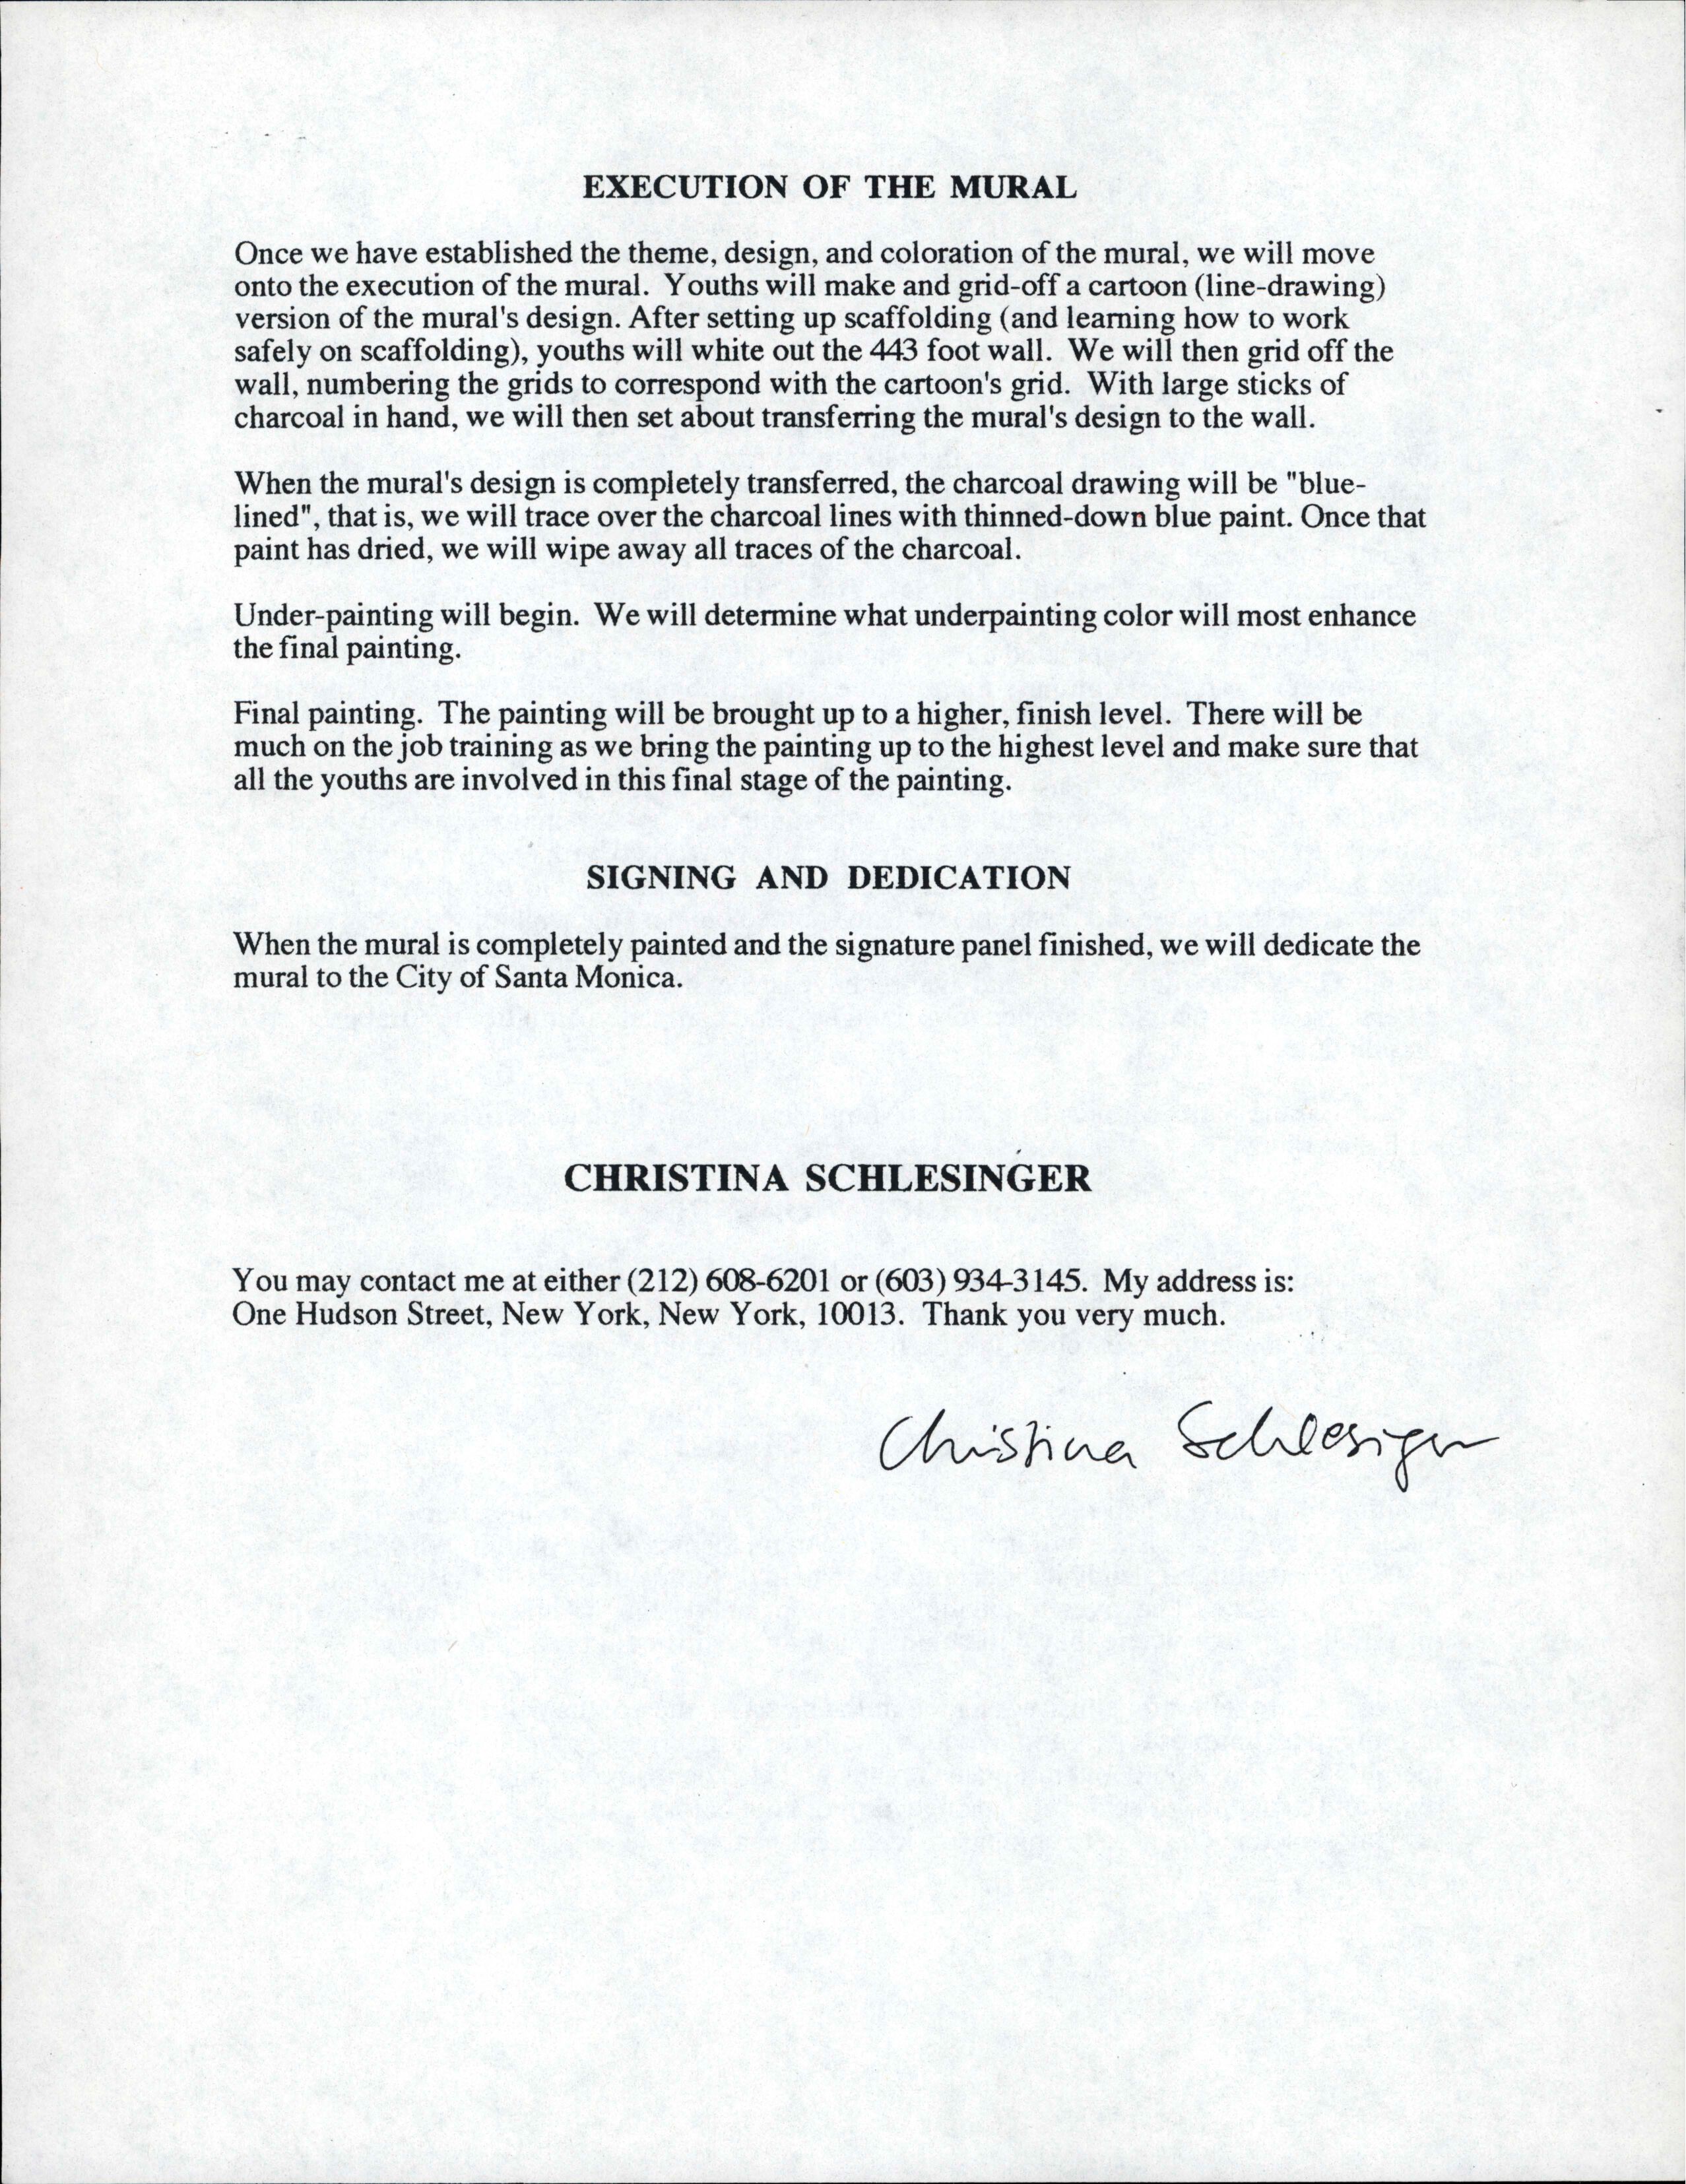 EXECUTION OF THE MURAL
Once we have established the theme, design, and coloration of the mural, we will move
onto the execution of the mural. Youths will make and grid-off a cartoon (line-drawing)
version of the mural's design. After setting up scaffolding (and learning how to work
safely on scaffolding), youths will white out the 443 foot wall. We will then grid off the
wall, numbering the grids to correspond with the cartoon's grid. With large sticks of
charcoal in hand, we will then set about transferring the mural's design to the wall.
When the mural's design is completely transferred, the charcoal drawing will be "blue-
lined", that is, we will trace over the charcoal lines with thinned-down blue paint. Once that
paint has dried, we will wipe away all traces of the charcoal.
Under-painting will begin. We will determine what underpainting color will most enhance
the final painting.
Final painting. The painting will be brought up to a higher, finish level. There will be
much on the job training as we bring the painting up to the highest level and make sure that
all the youths are involved in this final stage of the painting.
SIGNING AND DEDICATION
When the mural is completely painted and the signature panel finished, we will dedicate the
mural to the City of Santa Monica.
CHRISTINA SCHLESINGER
You may contact me at either (212) 608-6201 or (603) 934-3145. My address is:
One Hudson Street, New York, New York, 10013. Thank you very much.
Christina Schlesinger